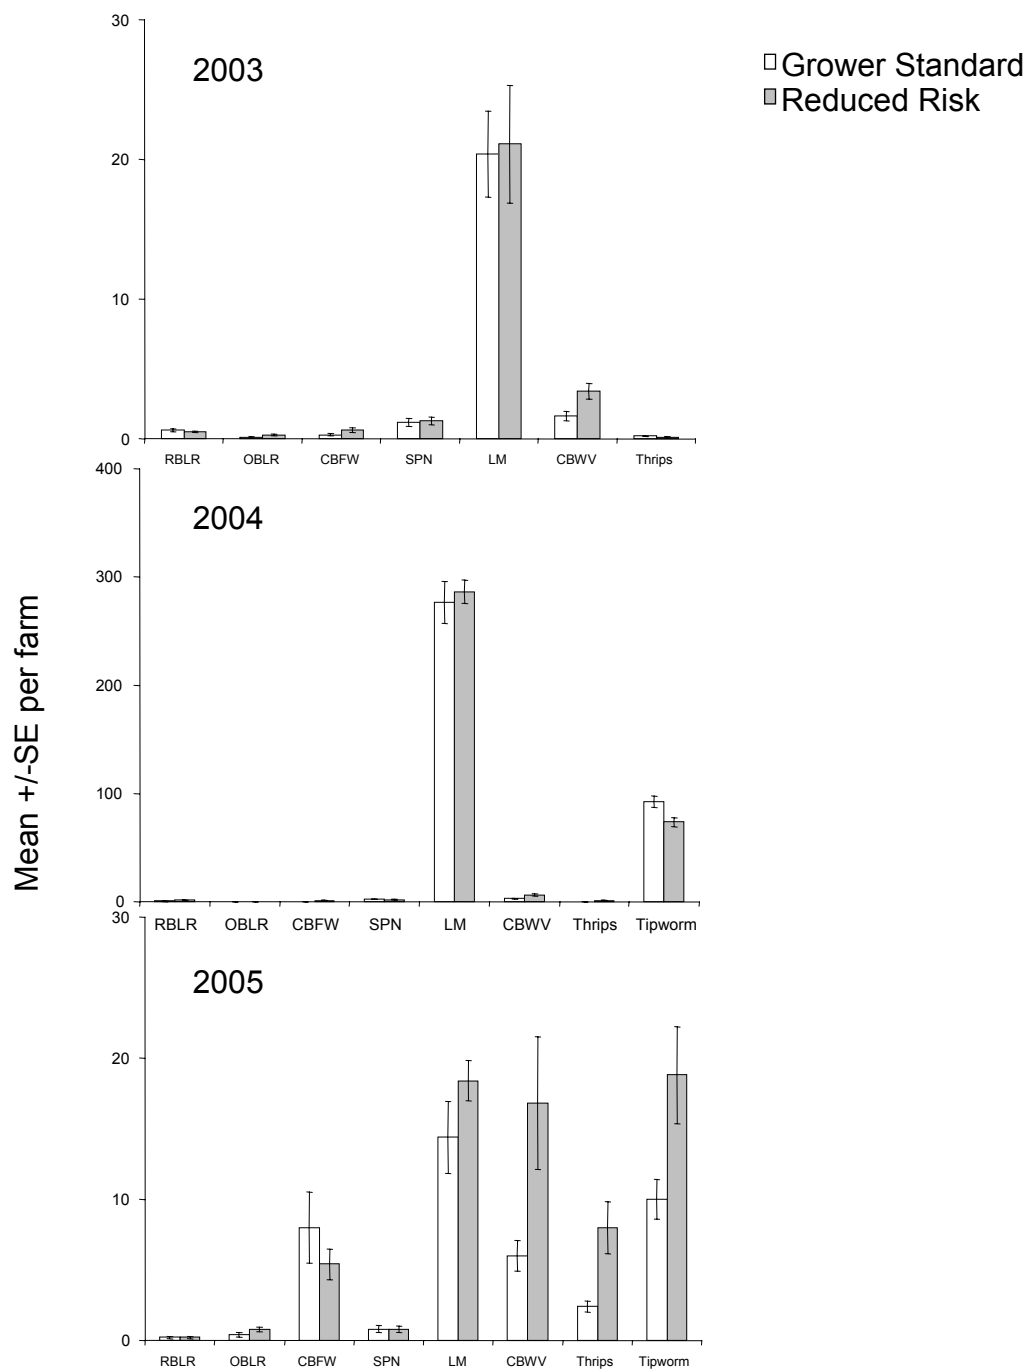 30
2003
Grower Standard
Reduced Risk
20
10
0
RBLR OBLR CBFW SPN LM CBWV Thrips
400
2004
300
200
100
0
RBLR OBLR CBFW SPN LM CBWV Thrips Tipworm
Mean +/-SE per farm
30
2005
20
10
0
RBLR OBLR CBFW SPN LM CBWV Thrips Tipworm